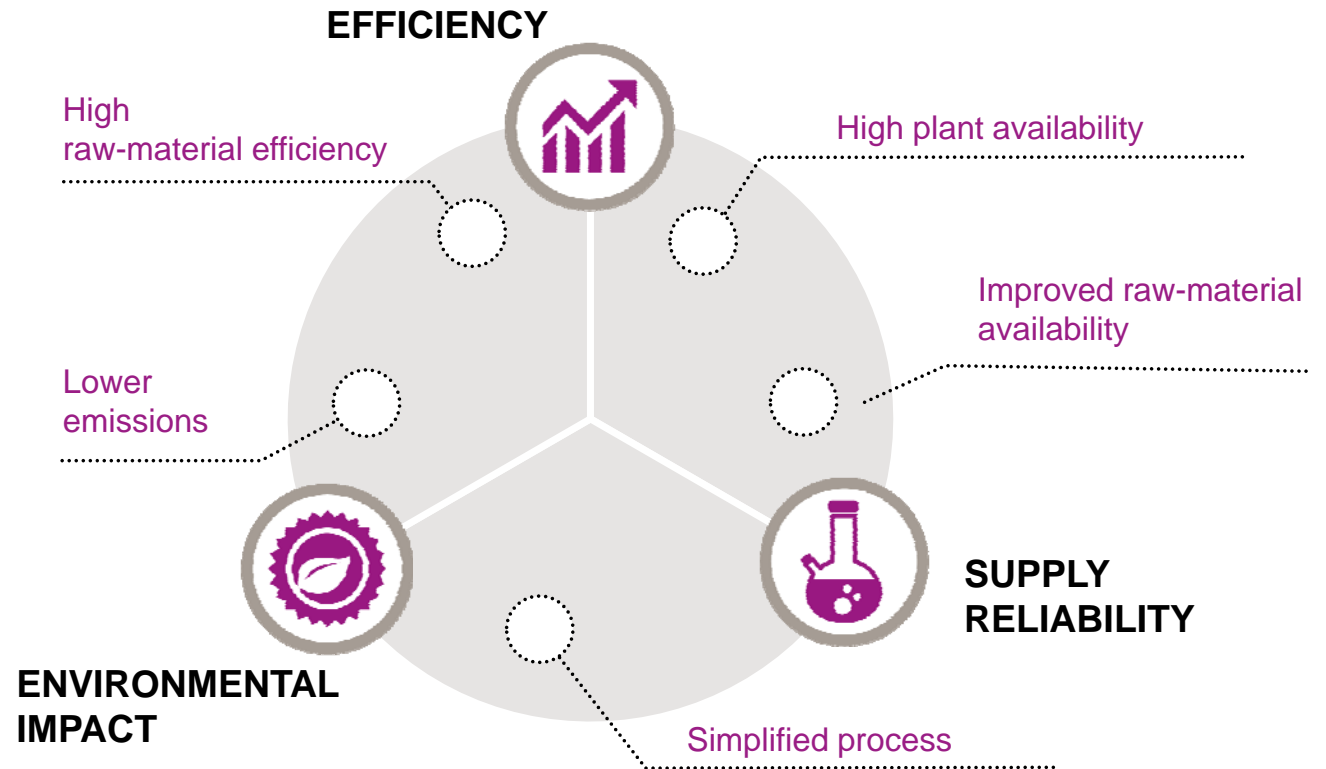 EFFICIENCY
High
raw-material efficiency
High plant availability
Improved raw-material
availability
Lower
emissions
SUPPLY
RELIABILITY
ENVIRONMENTAL
IMPACT
Simplified process